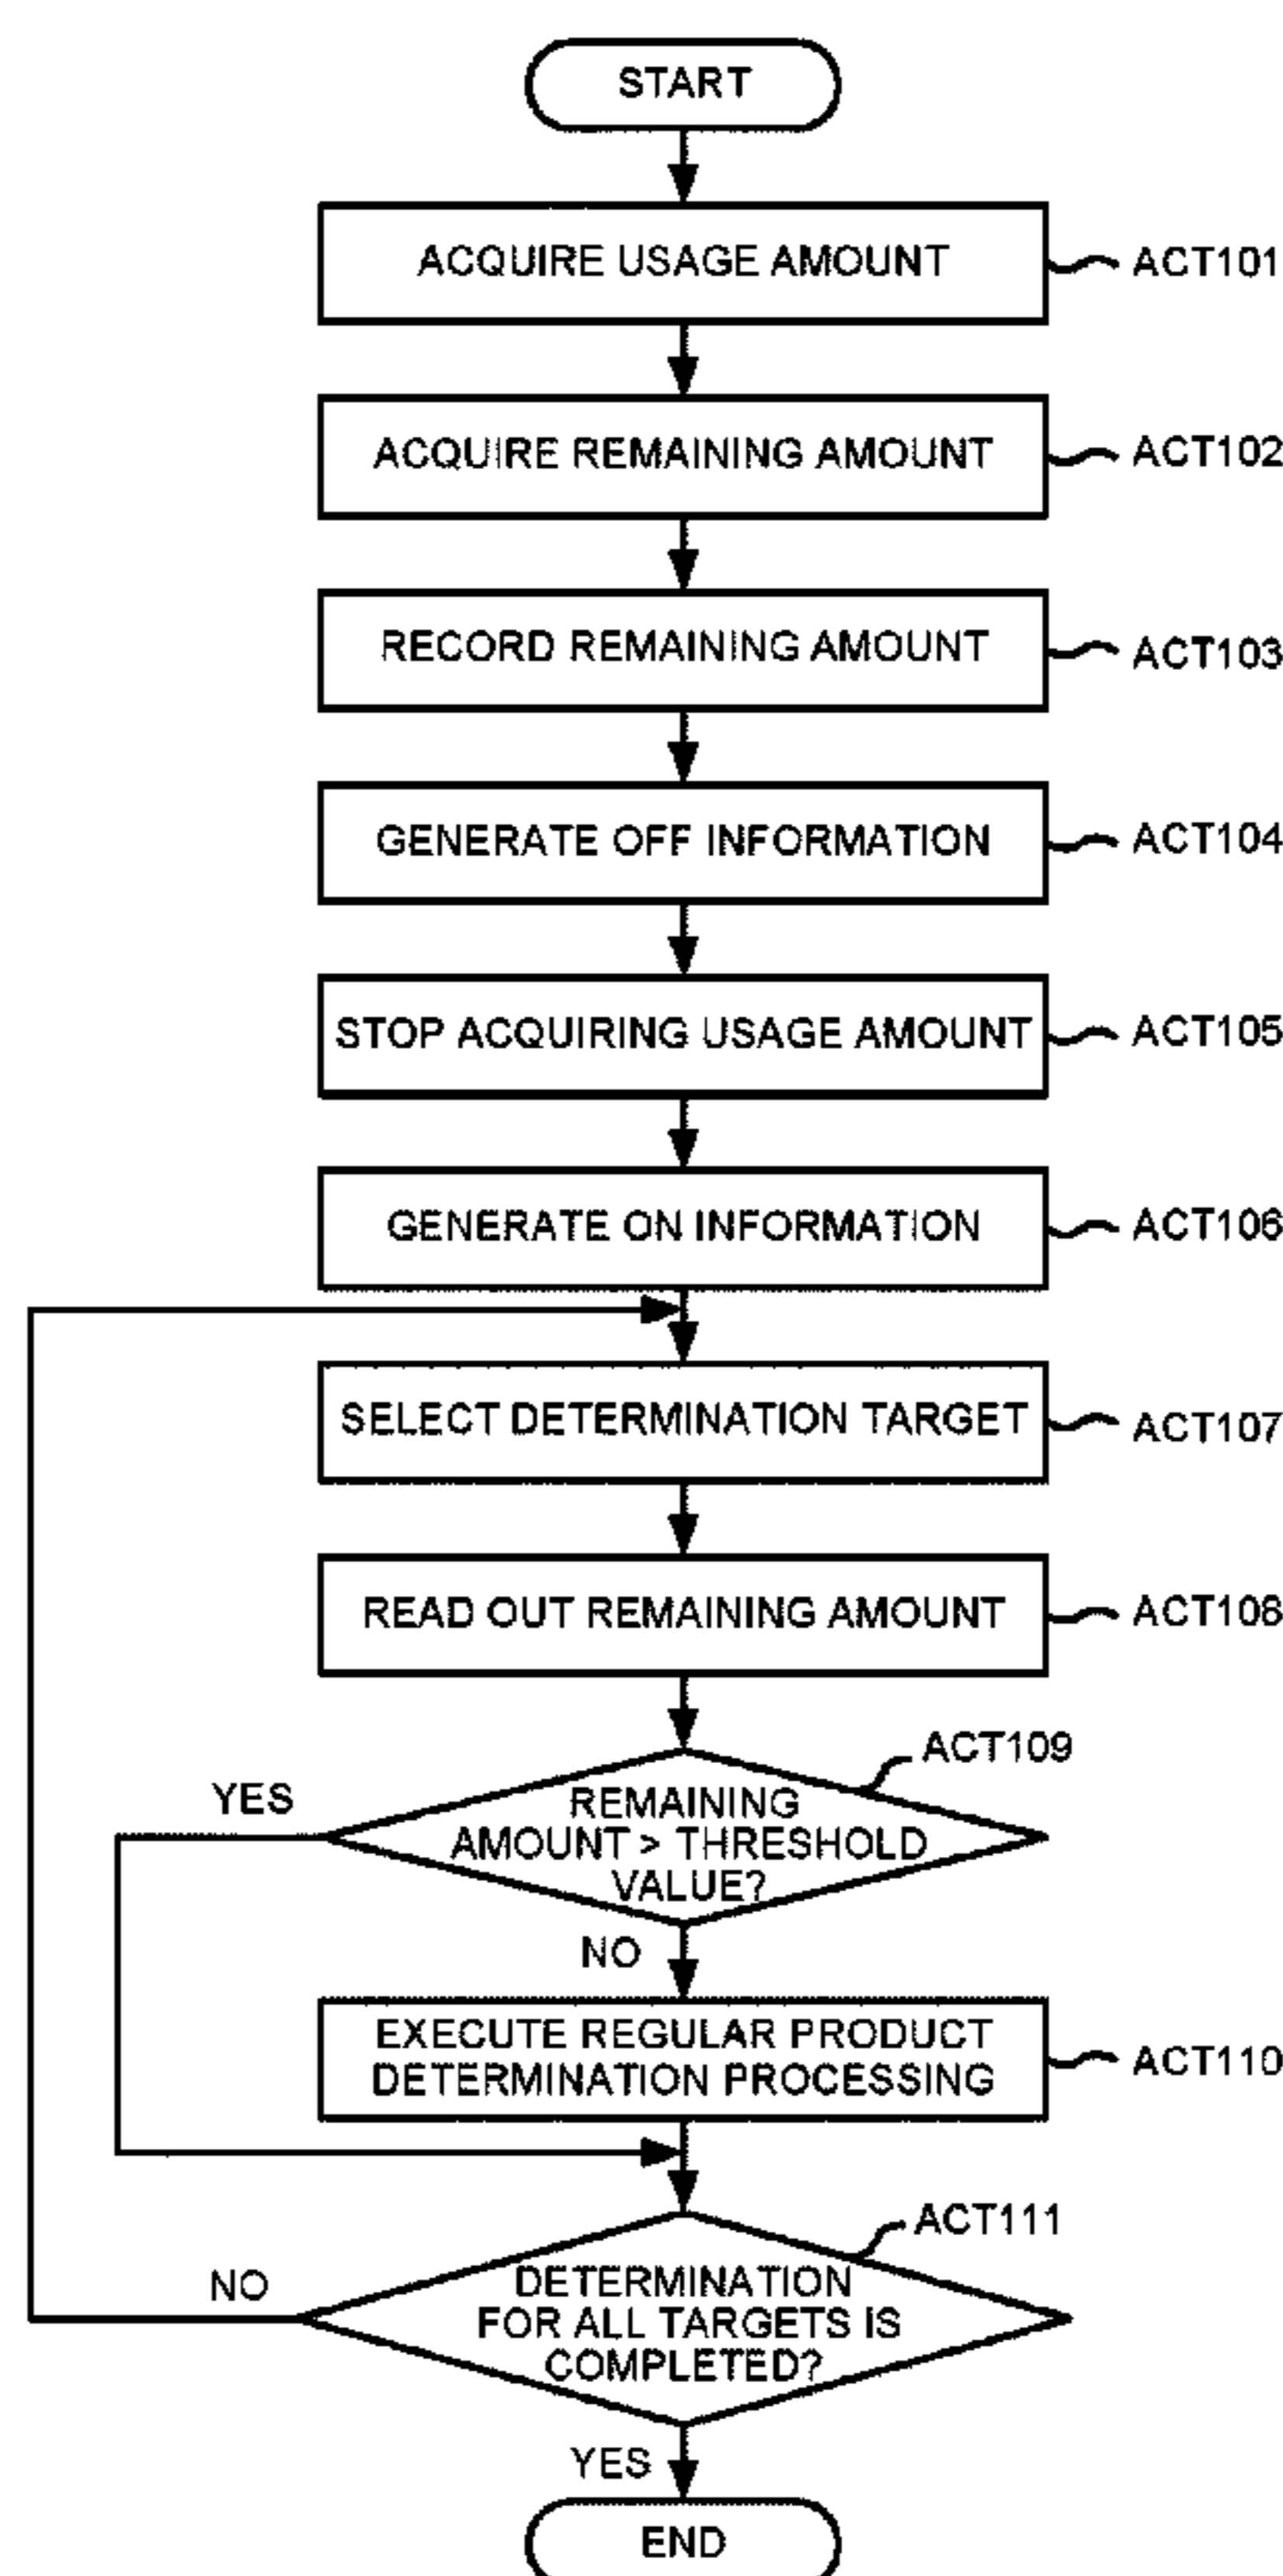 START
ACQUIRE USAGE AMOUNT
ACT101
ACQUIRE REMAINING AMOUNT
ACT102
RECORD REMAINING AMOUNT
ACT103
GENERATE OFF INFORMATION
ACT104
STOP ACQUIRING USAGE AMOUNT
ACT105
GENERATE ON INFORMATION
ACT106
SELECT DETERMINATION TARGET
ACT107
READ OUT REMAINING AMOUNT
ACT108
ACT109
YES
REMAINING
AMOUNT > THRESHOLD
VALUE?
NO
EXECUTE REGULAR PRODUCT
DETERMINATION PROCESSING
ACT110
ACT111
NO
DETERMINATION
FOR ALL TARGETS IS
COMPLETED?
YES
END